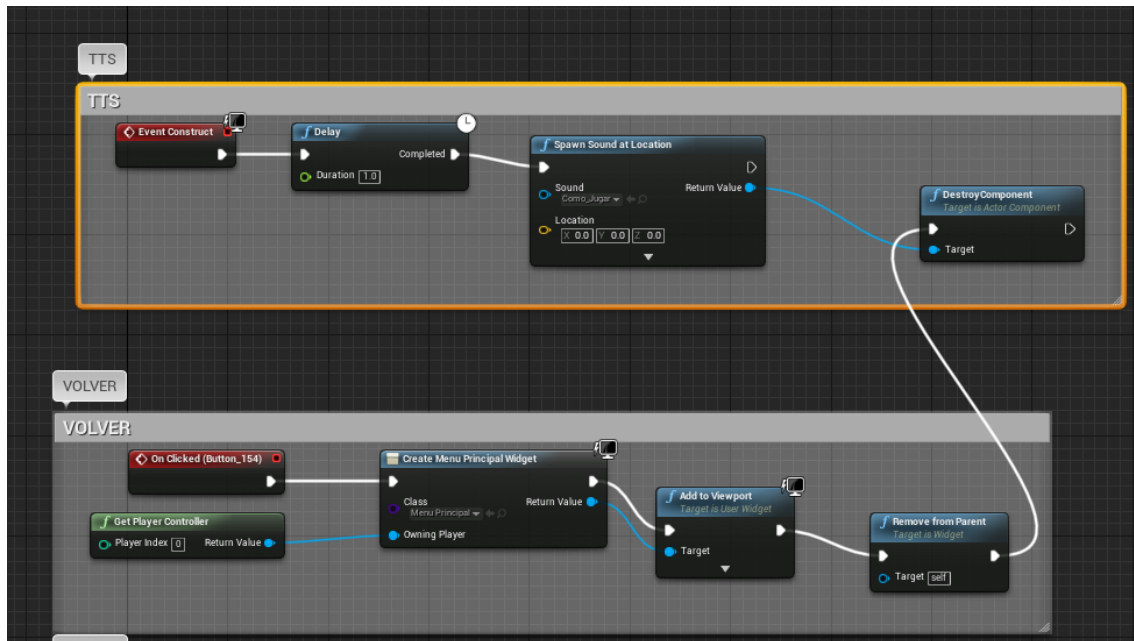 TTS
TTS
Event Construct
Delay
Completed
Duration 1.0
Spawn Sound at Location
Sound
Como_Jugar
Return Value
Location
X 0.0 Y 0.0 Z 0.0
DestroyComponent
Target is Actor Component
Target
VOLVER
VOLVER
On Clicked (Button_154)
Get Player Controller
Player Index 0 Return Value
Create Menu Principal Widget
Class
Menu Principal
Return Value
Owning Player
Add to Viewport
Target is User Widget
Target
Remove from Parent
Target is Widget
Target self